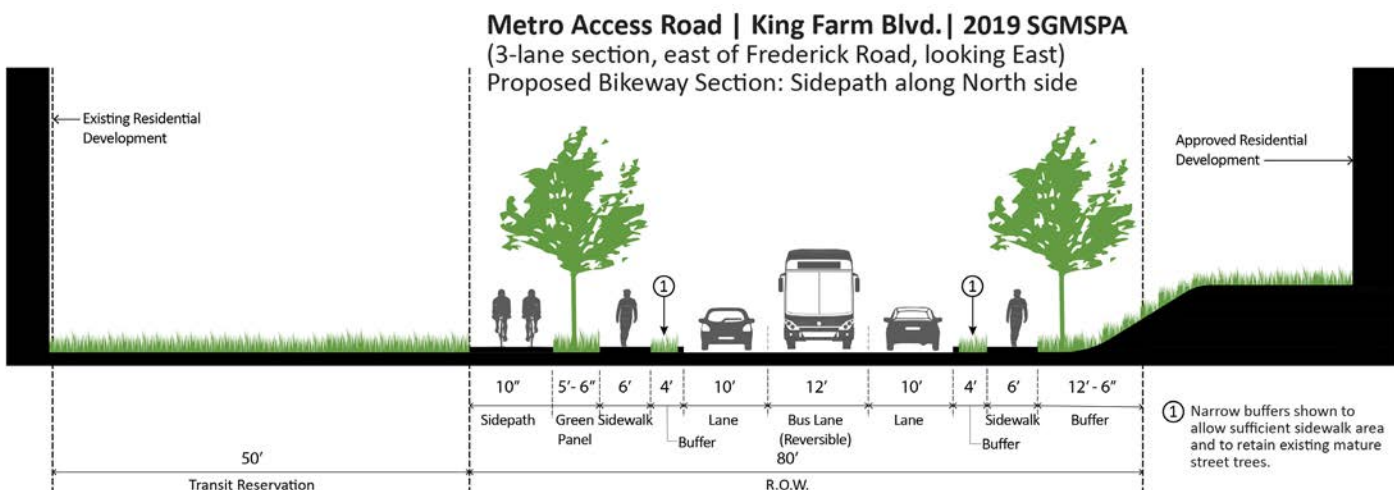 Metro Access Road | King Farm Blvd.| 2019 SGMSPA
(3-lane section, east of Frederick Road, looking East)
Proposed Bikeway Section: Sidepath along North side
Existing Residential
Development
Approved Residential
Development
1
1
10”
5’- 6”
6’
4’
10’
12’
10’
4’
6’
12’ - 6”
Sidepath
Green
Panel
Sidewalk
Buffer
Lane
Bus Lane
(Reversible)
Lane
Buffer
Sidewalk
Buffer
1 Narrow buffers shown to
allow sufficient sidewalk area
and to retain existing mature
street trees.
50’
80’
Transit Reservation
R.O.W.